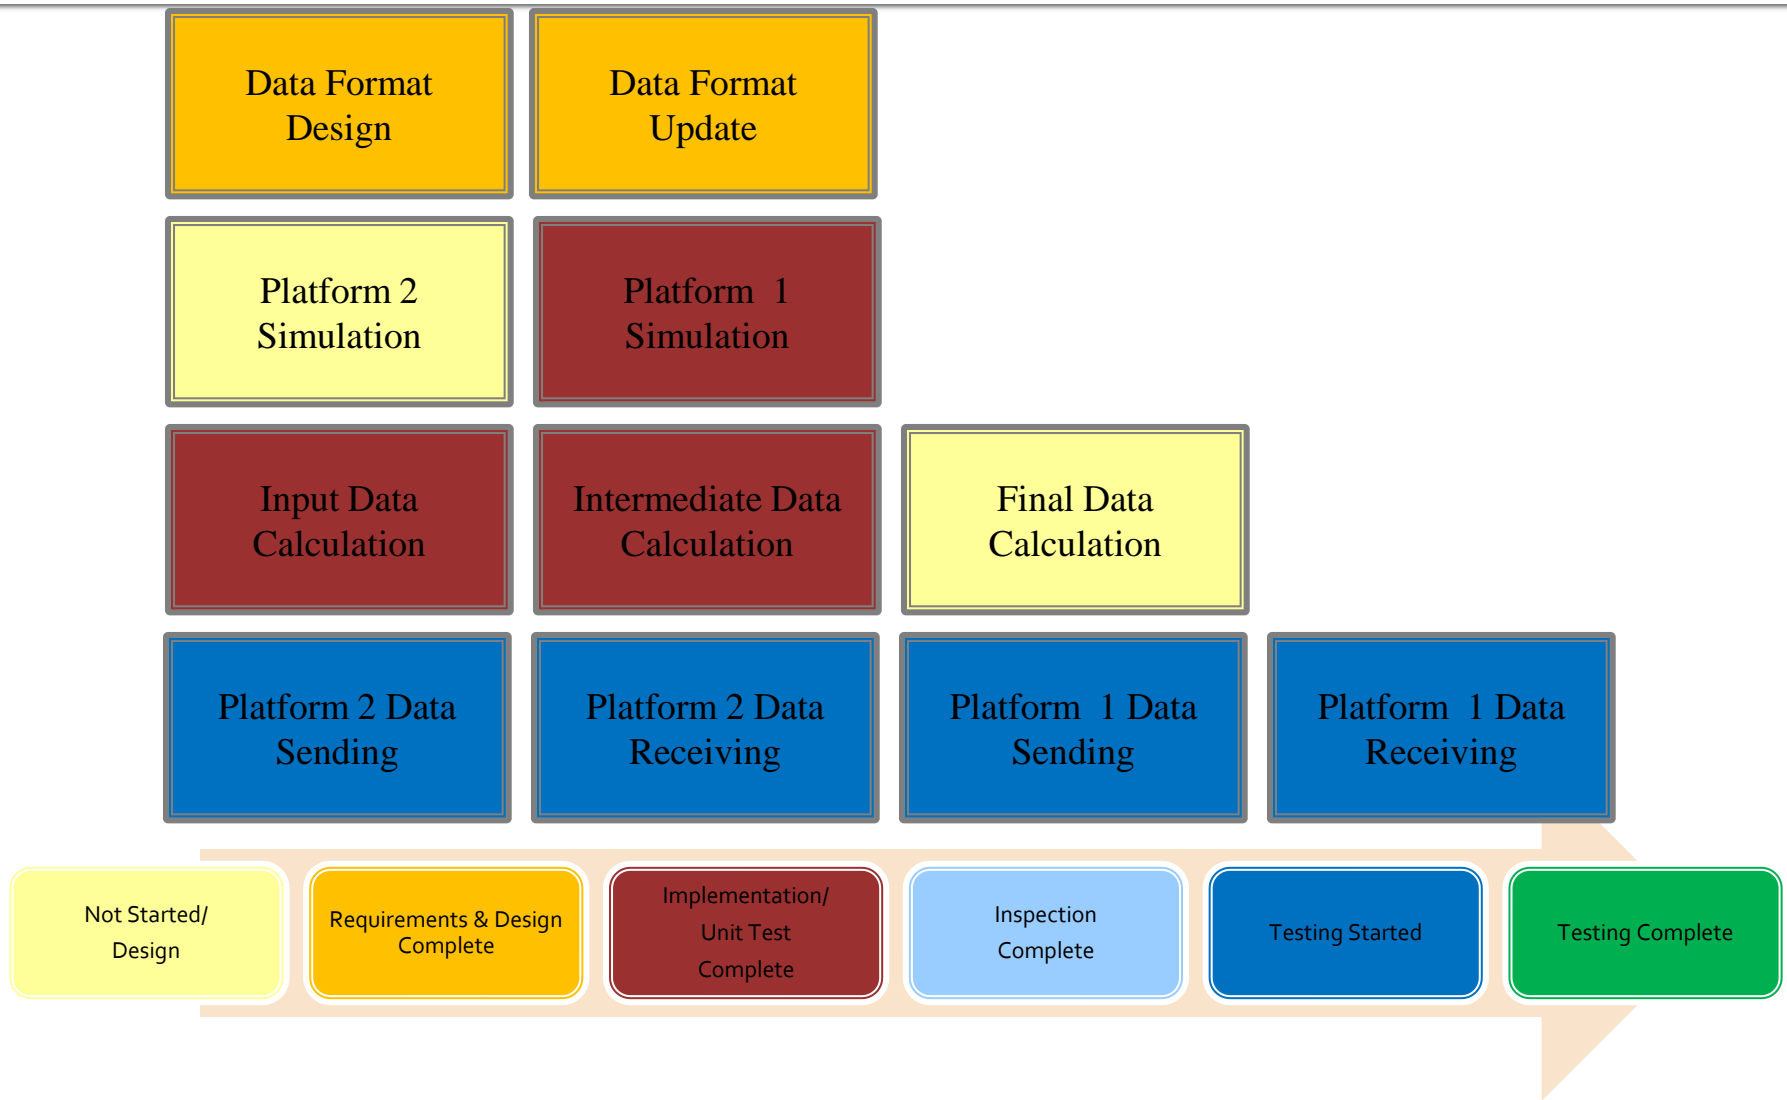 Data Format
Design
Data Format
Update
Platform 2
Simulation
Platform  1
Simulation
Input Data
Calculation
Intermediate Data
Calculation
Final Data
Calculation
Platform 2 Data
Sending
Platform 2 Data
Receiving
Platform  1 Data
Sending
Platform  1 Data
Receiving
Not Started/
Design
Requirements & Design
Complete
Implementation/
Unit Test
Complete
Inspection
Complete
Testing Started
Testing Complete